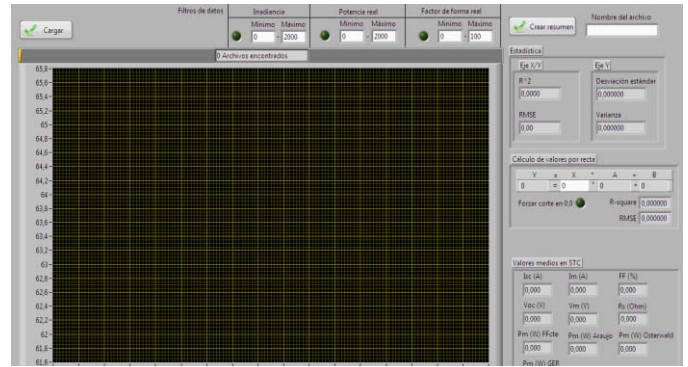 Filtros de datos
Irradiancia
Potencia real
Factor de forma real
Mínimo Máximo
Mínimo Máximo
Mínimo Máximo
0 - 2000
0 - 2000
0 - 100
Cargar
Crear resumen
Nombre del archivo
0 Archivos encontrados
65,8
65,6
65,4
65,2
65
64,8
64,6
64,4
64,2
64
63,8
63,6
63,4
63,2
63
62,8
62,6
62,4
62,2
62
61,8
61,6
Estadística
Eje X/Y
Eje Y
R^2
Desviación estándar
0,0000
0,000000
RMSE
Varianza
0,00
0,000000
Cálculo de valores por recta
Y = X * A + B
0 = 0 * 0 + 0
Forzar corte en 0,0
R-square 0,000000
RMSE 0,000000
Valores medios en STC
Isc (A)
Im (A)
FF (%)
0,000
0,000
0,000
Voc (V)
Vm (V)
Rs (Ohm)
0,000
0,000
0,000
Pm (W) FFcte
Pm (W) Araujo
Pm (W) Osterwald
0,000
0,000
0,000
Pm (W) GER